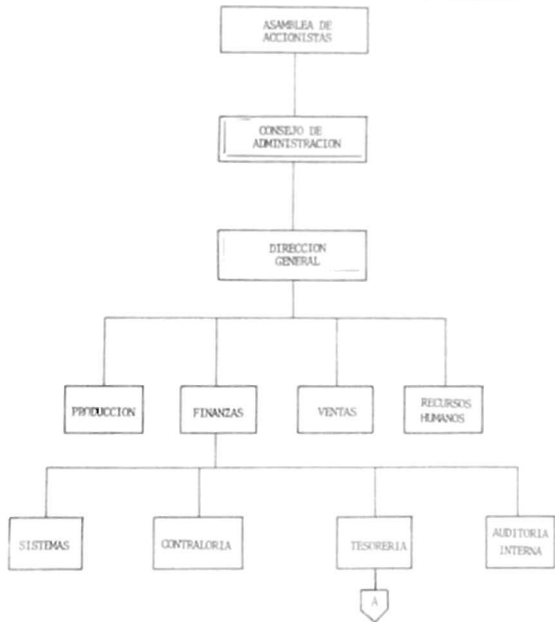 ASAMBLEA DE
ACCIONISTAS
CONSEJO DE
ADMINISTRACION
DIRECCION
GENERAL
PRODUCCION
FINANZAS
VENTAS
RECURSOS
HUMANOS
SISTEMAS
CONTRALORIA
TESORERIA
AUDITORIA
INTERNA
A